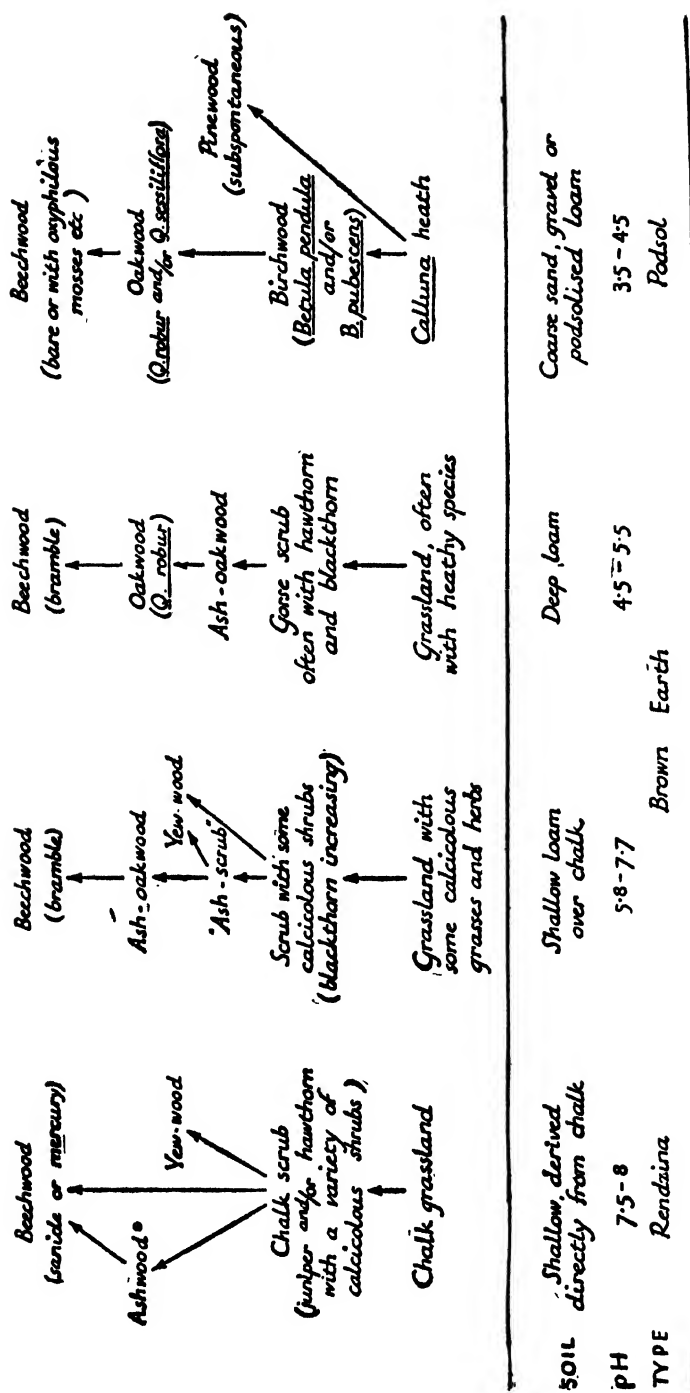 Beechwood
(sanicle or mercury)
Ashwood
Yew-wood
Chalk scrub
(juniper and/or hawthorn
with a variety of
calcicolous shrubs)
Chalk grassland
Beechwood
(bramble)
Ash-oakwood
Yew-wood
"Ash-scrub"
Scrub with some
calcicolous shrubs
(blackthorn increasing)
Grassland with
some calcicolous
grasses and herbs
Beechwood
(bramble)
Oakwood
(Q. robur)
Ash-oakwood
Gorse scrub
often with hawthorn
and blackthorn
Grassland, often
with heathy species
Beechwood
(bare or with oxyphilous
mosses etc)
Oakwood
(Q. robur and/or Q. sessiliflora)
Pinewood
(subspontaneous)
Birchwood
(Betula pendula
and/or
B. pubescens)
Calluna heath
SOIL
Shallow, derived
directly from chalk
Shallow loam
over chalk
Deep loam
Coarse sand, gravel or
podsolised loam
pH 7·5-8 5·8-7·7 4·5-5·5 3·5-4·5
TYPE Rendzina Brown Earth Podsol